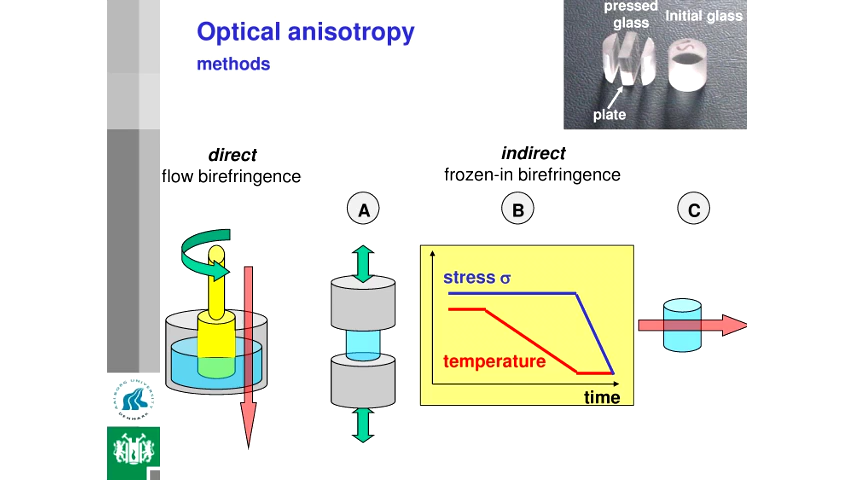 Optical anisotropy
methods
pressed
glass
Initial glass
plate
direct
flow birefringence
indirect
frozen-in birefringence
A
B
C
stress σ
temperature
time